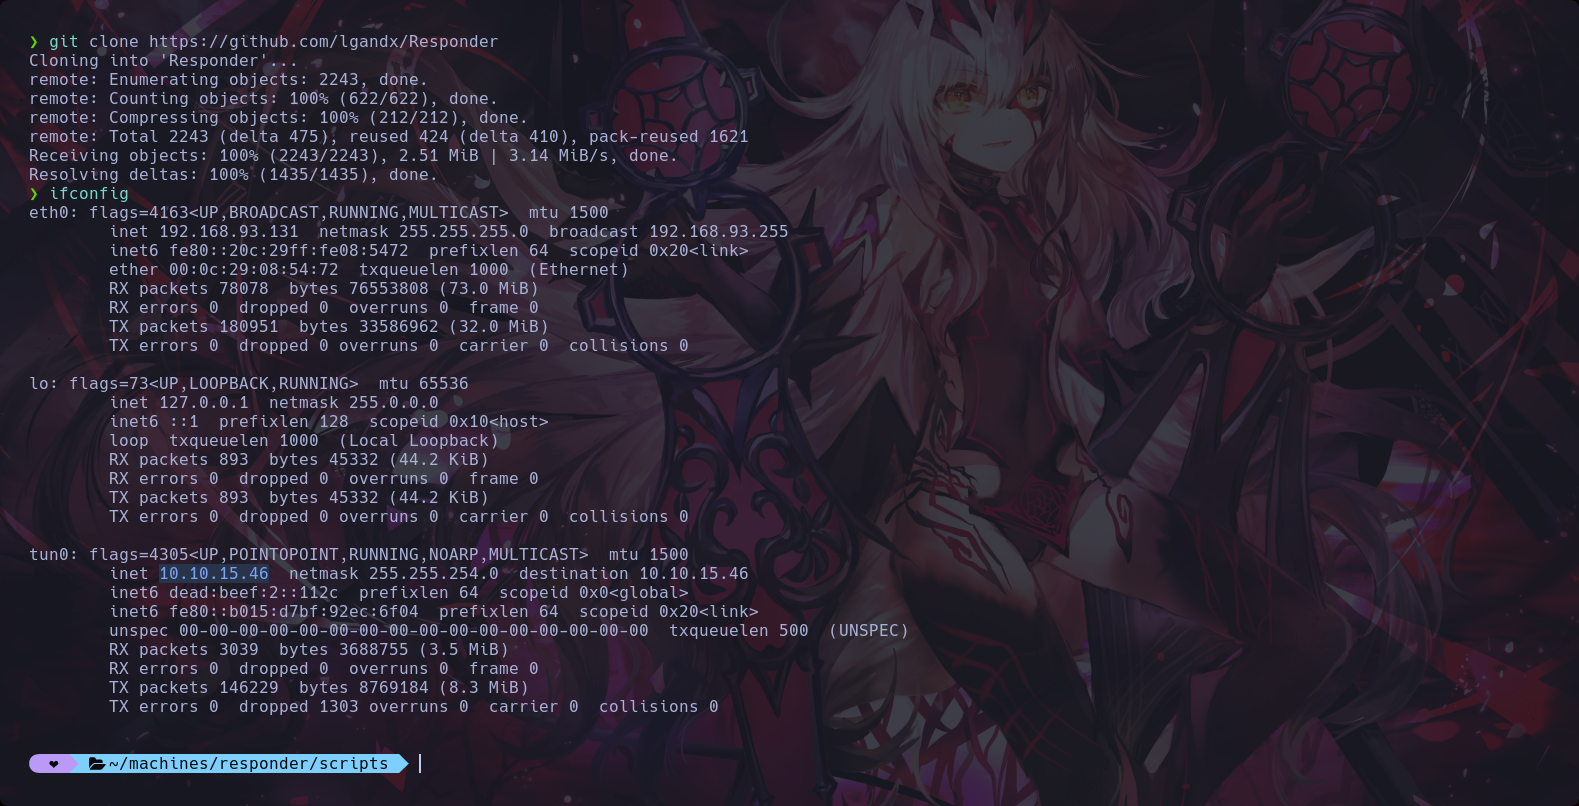 ❯ git clone https://github.com/lgandx/Responder
Cloning into 'Responder'...
remote: Enumerating objects: 2243, done.
remote: Counting objects: 100% (622/622), done.
remote: Compressing objects: 100% (212/212), done.
remote: Total 2243 (delta 475), reused 424 (delta 410), pack-reused 1621
Receiving objects: 100% (2243/2243), 2.51 MiB | 3.14 MiB/s, done.
Resolving deltas: 100% (1435/1435), done.
❯ ifconfig
eth0: flags=4163<UP,BROADCAST,RUNNING,MULTICAST>  mtu 1500
        inet 192.168.93.131  netmask 255.255.255.0  broadcast 192.168.93.255
        inet6 fe80::20c:29ff:fe08:5472  prefixlen 64  scopeid 0x20<link>
        ether 00:0c:29:08:54:72  txqueuelen 1000  (Ethernet)
        RX packets 78078  bytes 76553808 (73.0 MiB)
        RX errors 0  dropped 0  overruns 0  frame 0
        TX packets 180951  bytes 33586962 (32.0 MiB)
        TX errors 0  dropped 0 overruns 0  carrier 0  collisions 0
lo: flags=73<UP,LOOPBACK,RUNNING>  mtu 65536
        inet 127.0.0.1  netmask 255.0.0.0
        inet6 ::1  prefixlen 128  scopeid 0x10<host>
        loop  txqueuelen 1000  (Local Loopback)
        RX packets 893  bytes 45332 (44.2 KiB)
        RX errors 0  dropped 0  overruns 0  frame 0
        TX packets 893  bytes 45332 (44.2 KiB)
        TX errors 0  dropped 0 overruns 0  carrier 0  collisions 0
tun0: flags=4305<UP,POINTOPOINT,RUNNING,NOARP,MULTICAST>  mtu 1500
        inet 10.10.15.46  netmask 255.255.254.0  destination 10.10.15.46
        inet6 dead:beef:2::112c  prefixlen 64  scopeid 0x0<global>
        inet6 fe80::b015:d7bf:92ec:6f04  prefixlen 64  scopeid 0x20<link>
        unspec 00-00-00-00-00-00-00-00-00-00-00-00-00-00-00-00  txqueuelen 500  (UNSPEC)
        RX packets 3039  bytes 3688755 (3.5 MiB)
        RX errors 0  dropped 0  overruns 0  frame 0
        TX packets 146229  bytes 8769184 (8.3 MiB)
        TX errors 0  dropped 1303 overruns 0  carrier 0  collisions 0
~/machines/responder/scripts